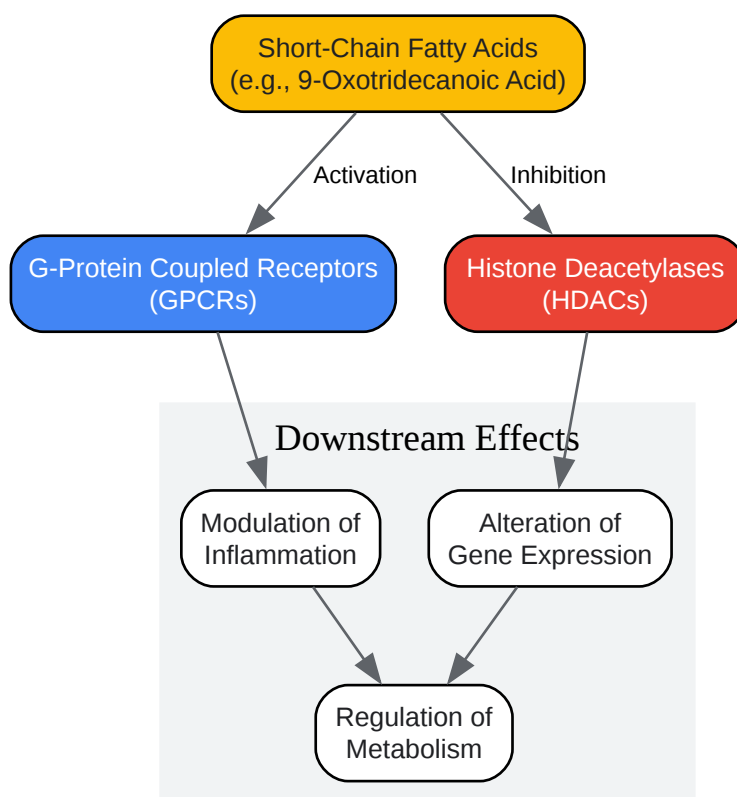 Short-Chain Fatty Acids
(e.g., 9-Oxotridecanoic Acid)
Activation
Inhibition
G-Protein Coupled Receptors
(GPCRs)
Histone Deacetylases
(HDACs)
Downstream Effects
Modulation of
Inflammation
Alteration of
Gene Expression
Regulation of
Metabolism